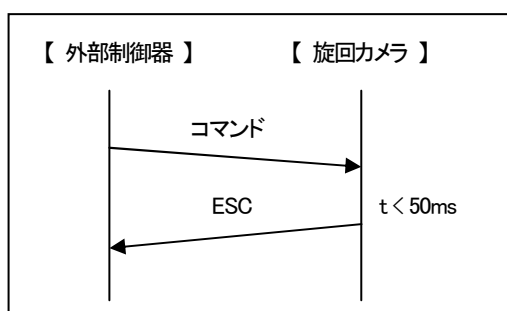 【 外部制御器 】 【 旋回カメラ 】
コマンド
ESC t<50ms